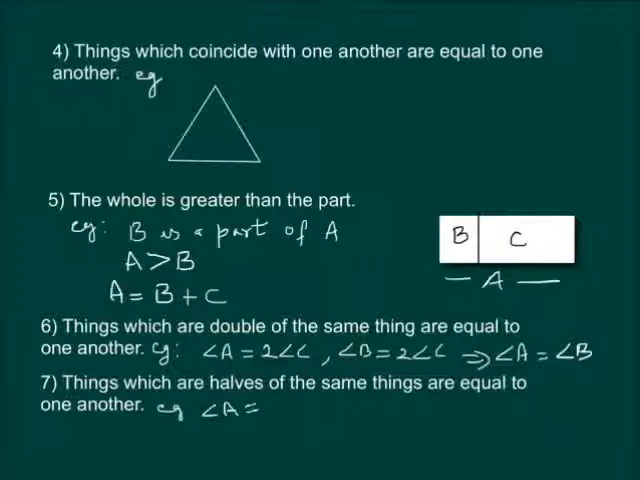 4) Things which coincide with one another are equal to one
another. eg
5) The whole is greater than the part.
eg: B is a part of A
A > B
A = B + C
B C
A
6) Things which are double of the same thing are equal to
one another. eg: ∠A = 2∠C, ∠B = 2∠C ⇒ ∠A = ∠B
7) Things which are halves of the same things are equal to
one another. eg ∠A =